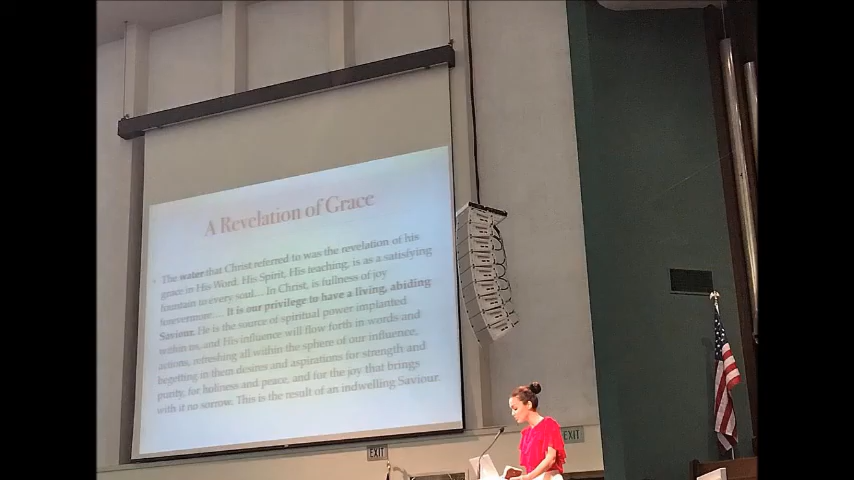 A Revelation of Grace
The water that Christ referred to was the revelation of his
grace in His Word. His Spirit, His teaching, is as a satisfying
fountain to every soul.... In Christ, is fullness of joy
forevermore.... It is our privilege to have a living, abiding
Saviour. He is the source of spiritual power implanted
within us, and His influence will flow forth in words and
actions, refreshing all within the sphere of our influence,
begetting in them desires and aspirations for strength and
purity, for holiness and peace, and for the joy that brings
with it no sorrow. This is the result of an indwelling Saviour.
EXIT
EXIT